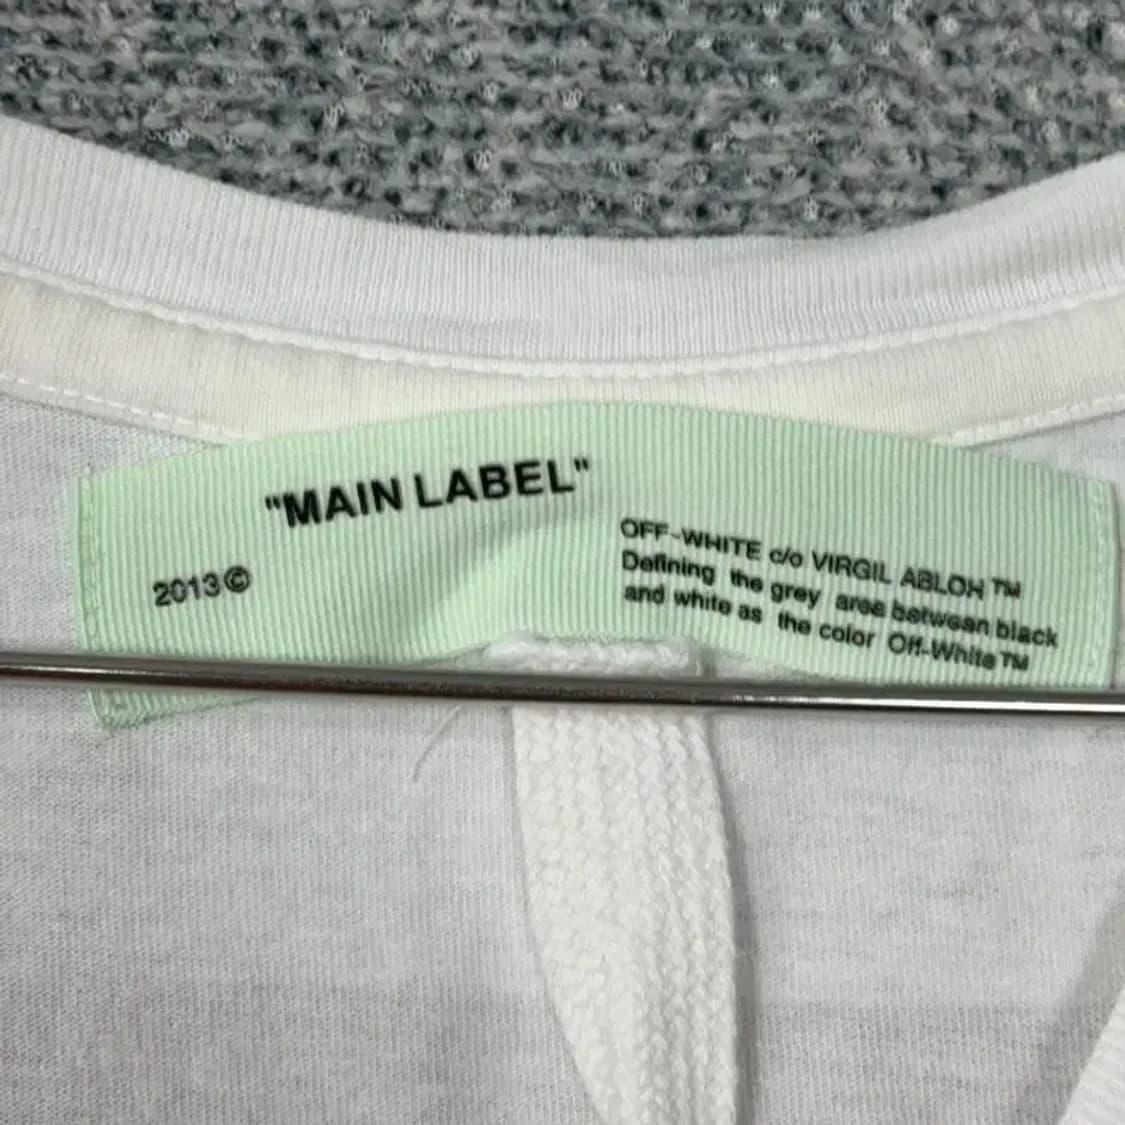 "MAIN LABEL"
2013©
OFF-WHITE c/o VIRGIL ABLOH™
Defining the grey area between black
and white as the color Off-White™